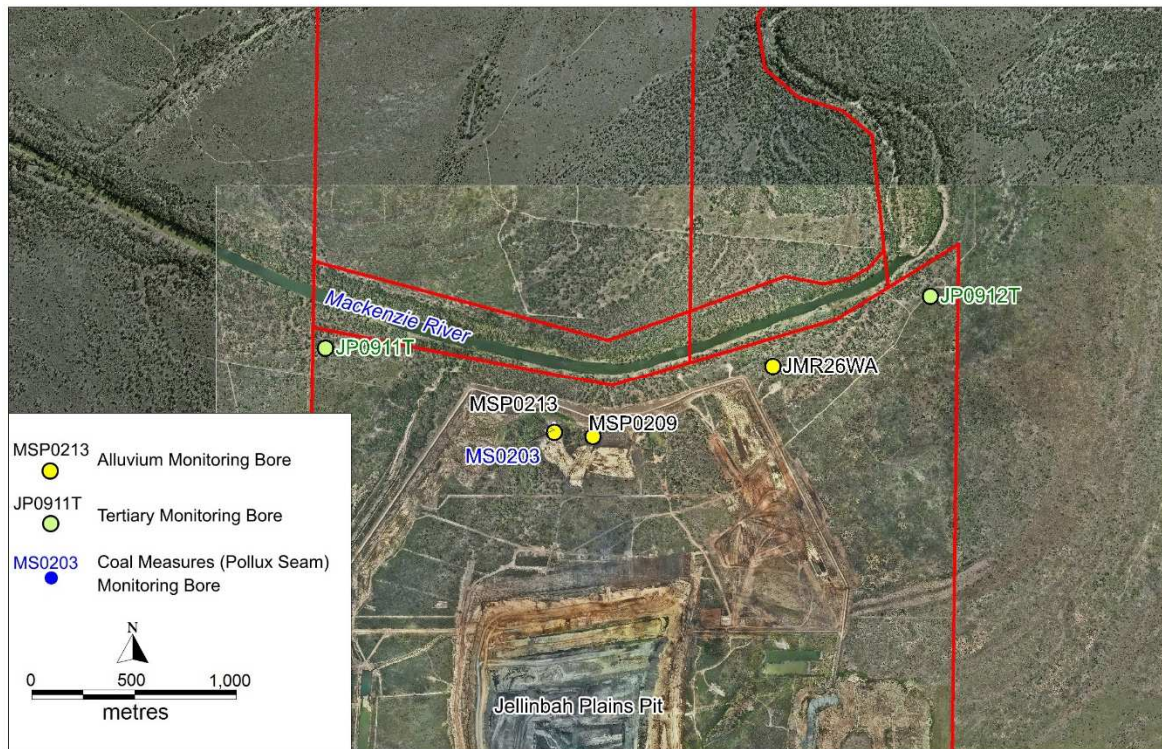 Mackenzie River
JP0911T
JP0912T
JMR26WA
MSP0213
MSP0209
MS0203
Jellinbah Plains Pit
MSP0213
Alluvium Monitoring Bore
JP0911T
Tertiary Monitoring Bore
MS0203
Coal Measures (Pollux Seam)
Monitoring Bore
N
0 500 1,000
metres